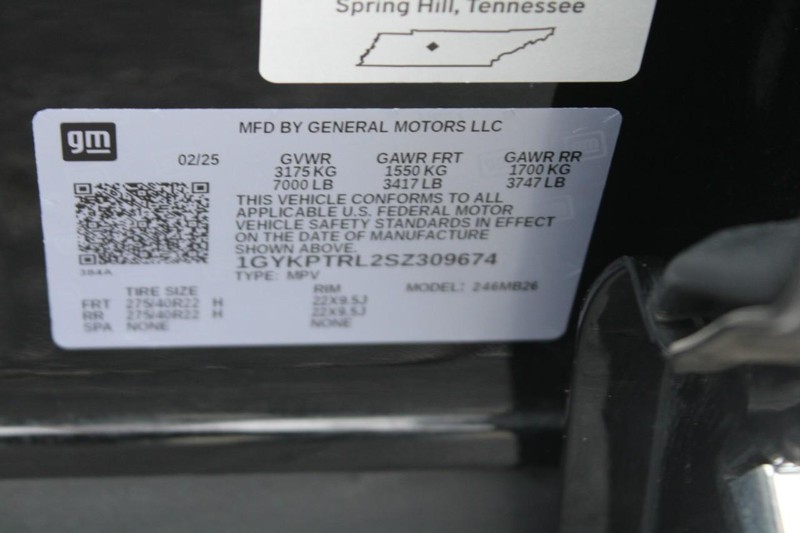 Spring Hill, Tennessee
gm
MFD BY GENERAL MOTORS LLC
02/25 GVWR GAWR FRT GAWR RR
3175 KG 1550 KG 1700 KG
7000 LB 3417 LB 3747 LB
THIS VEHICLE CONFORMS TO ALL
APPLICABLE U.S. FEDERAL MOTOR
VEHICLE SAFETY STANDARDS IN EFFECT
ON THE DATE OF MANUFACTURE
SHOWN ABOVE.
1GYKPTRL2SZ309674
TYPE: MPV
384A
TIRE SIZE RIM MODEL: 246MB26
FRT 275/40R22 H 22X9.5J
RR 275/40R22 H 22X9.5J
SPA NONE NONE